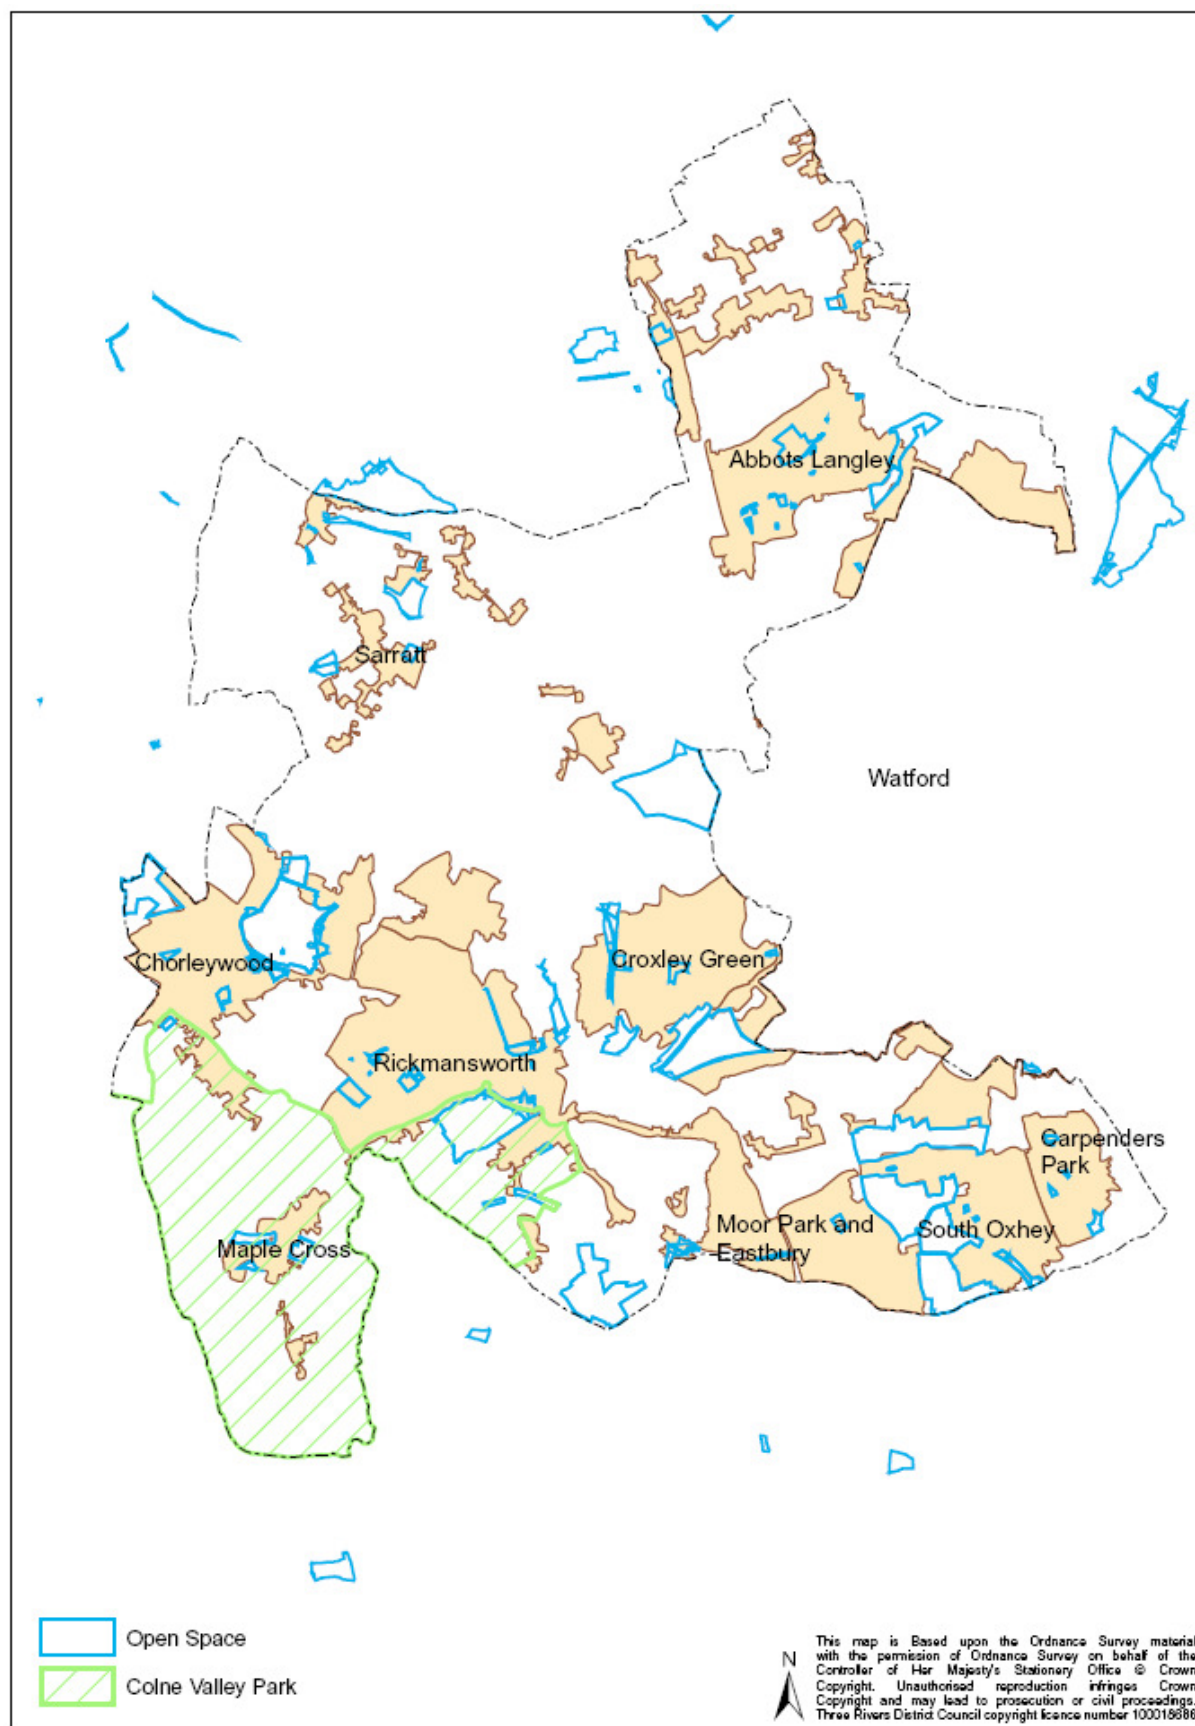 Abbots Langley
Sarratt
Watford
Chorleywood
Croxley Green
Rickmansworth
Carpenders
Park
Moor Park and
Eastbury
South Oxhey
Maple Cross
Open Space
Colne Valley Park
N
This map is Based upon the Ordnance Survey material
with the permission of Ordnance Survey on behalf of the
Controller of Her Majesty's Stationery Office © Crown
Copyright. Unauthorised reproduction infringes Crown
Copyright and may lead to prosecution or civil proceedings.
Three Rivers District Council copyright licence number 100018686